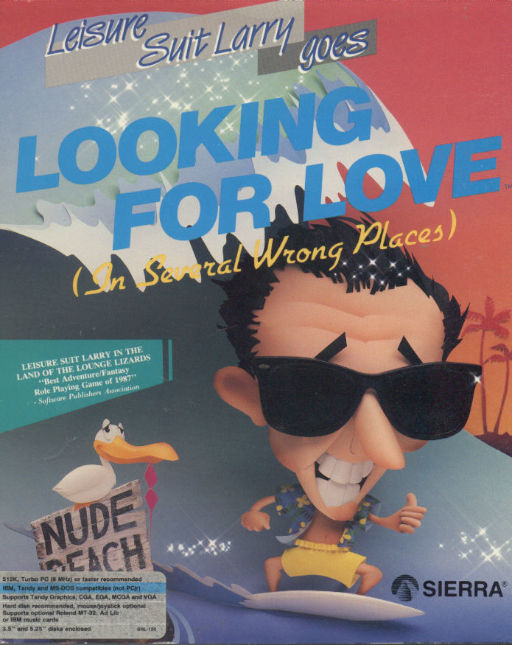 Leisure
Suit Larry
goes
LOOKING
FOR LOVE™
(In Several Wrong Places)
LEISURE SUIT LARRY IN THE
LAND OF THE LOUNGE LIZARDS
"Best Adventure/Fantasy
Role Playing Game of 1987"
- Software Publishers Association
NUDE
BEACH
SIERRA®
512K, Turbo PC (8 MHz) or faster recommended
IBM, Tandy and MS-DOS compatibles (not PCjr)
Supports Tandy Graphics, CGA, EGA, MCGA and VGA
Hard disk recommended, mouse/joystick optional
Supports optional Roland MT-32, Ad Lib
or IBM music cards
3.5" and 5.25" disks enclosed